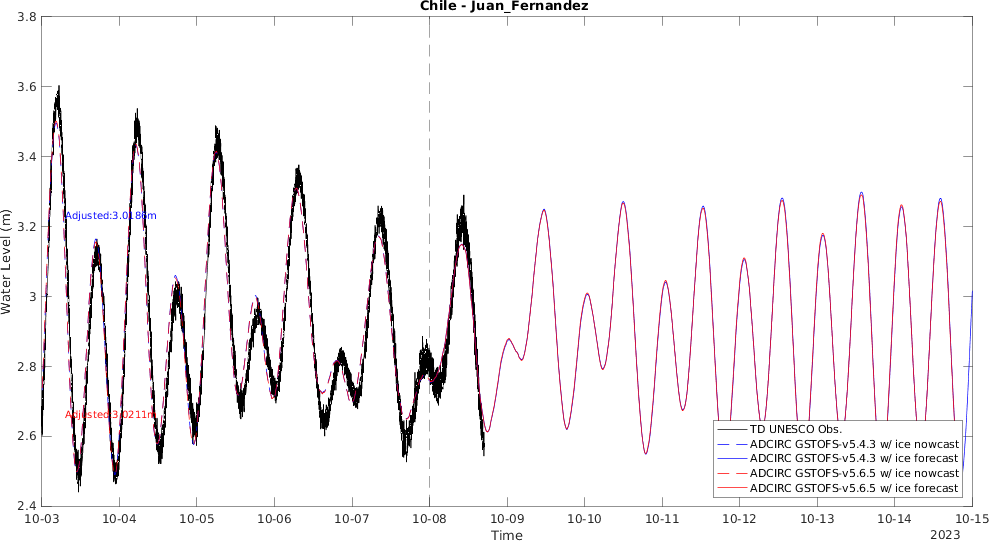 Chile - Juan_Fernandez
3.8
3.6
3.4
3.2
3
2.8
2.6
2.4
Water Level (m)
Adjusted:3.0186m
Adjusted:3.0211m
TD UNESCO Obs.
ADCIRC GSTOFS-v5.4.3 w/ ice nowcast
ADCIRC GSTOFS-v5.4.3 w/ ice forecast
ADCIRC GSTOFS-v5.6.5 w/ ice nowcast
ADCIRC GSTOFS-v5.6.5 w/ ice forecast
10-03 10-04 10-05 10-06 10-07 10-08 10-09 10-10 10-11 10-12 10-13 10-14 10-15
Time
2023